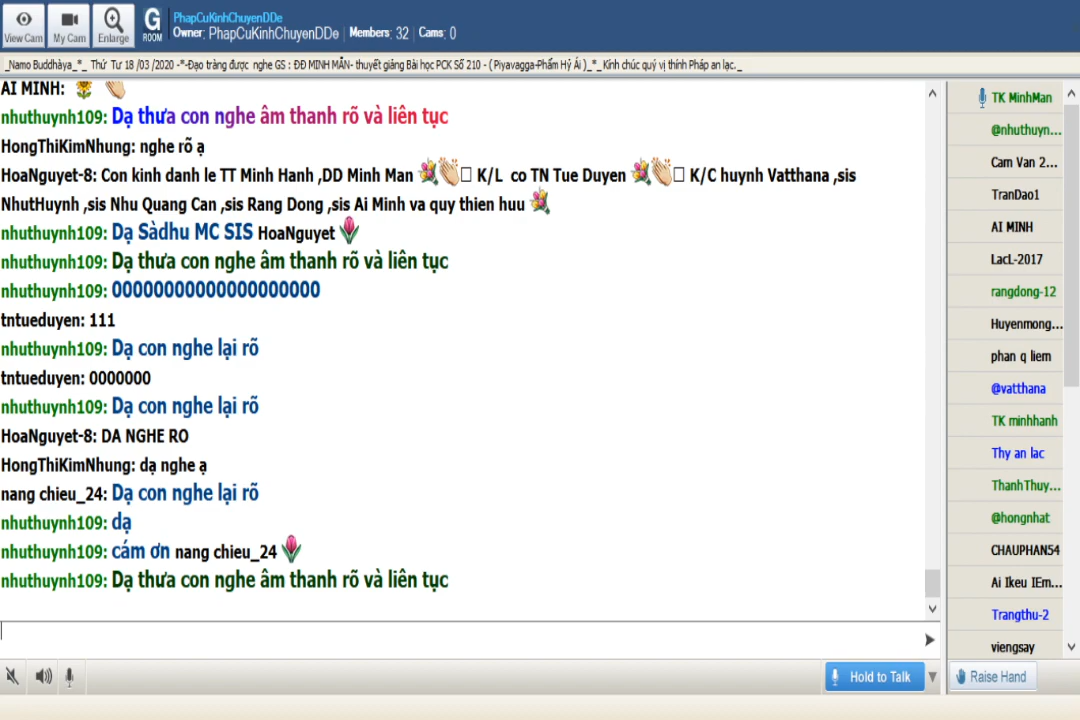 View Cam
My Cam
Enlarge
G ROOM
PhapCuKinhChuyenDDe
Owner: PhapCuKinhChuyenDDe | Members: 32 | Cams: 0
_Namo Buddhàya_*_ Thứ Tư 18 /03 /2020 -*-Đạo tràng được nghe GS : ĐĐ MINH MẪN- thuyết giảng Bài học PCK Số 210 - ( Piyavagga-Phẩm Hỷ Ái )_*_ Kính chúc quý vị thính Pháp an lạc._
AI MINH:
nhuthuynh109: Dạ thưa con nghe âm thanh rõ và liên tục
HongThiKimNhung: nghe rõ ạ
HoaNguyet-8: Con kinh danh le TT Minh Hanh ,DD Minh Man K/L co TN Tue Duyen K/C huynh Vatthana ,sis
NhutHuynh ,sis Nhu Quang Can ,sis Rang Dong ,sis Ai Minh va quy thien huu
nhuthuynh109: Dạ Sàdhu MC SIS HoaNguyet
nhuthuynh109: Dạ thưa con nghe âm thanh rõ và liên tục
nhuthuynh109: 00000000000000000000
tntueduyen: 111
nhuthuynh109: Dạ con nghe lại rõ
tntueduyen: 0000000
nhuthuynh109: Dạ con nghe lại rõ
HoaNguyet-8: DA NGHE RO
HongThiKimNhung: dạ nghe ạ
nang chieu_24: Dạ con nghe lại rõ
nhuthuynh109: dạ
nhuthuynh109: cám ơn nang chieu_24
nhuthuynh109: Dạ thưa con nghe âm thanh rõ và liên tục
TK MinhMan
@nhuthuyn...
Cam Van 2...
TranDao1
AI MINH
LacL-2017
rangdong-12
Huyenmong...
phan q liem
@vatthana
TK minhhanh
Thy an lac
ThanhThuy...
@hongnhat
CHAUPHAN54
Ai Ikeu IEm...
Trangthu-2
viengsay
Hold to Talk
Raise Hand